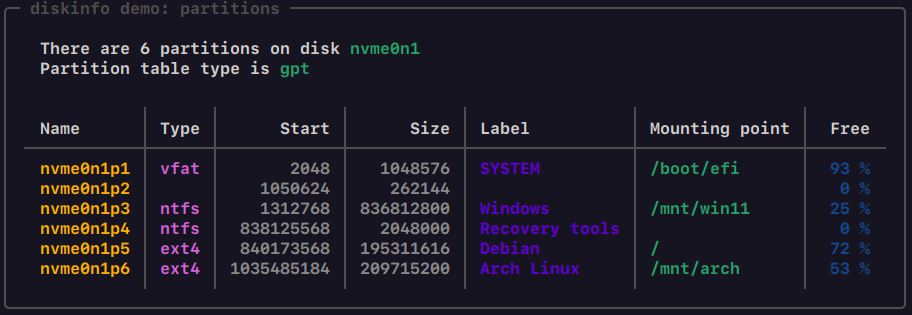 diskinfo demo: partitions
There are 6 partitions on disk nvme0n1
Partition table type is gpt
Name Type Start Size Label Mounting point Free
nvme0n1p1 vfat 2048 1048576 SYSTEM /boot/efi 93 %
nvme0n1p2 1050624 262144 0 %
nvme0n1p3 ntfs 1312768 836812800 Windows /mnt/win11 25 %
nvme0n1p4 ntfs 838125568 2048000 Recovery tools 0 %
nvme0n1p5 ext4 840173568 195311616 Debian / 72 %
nvme0n1p6 ext4 1035485184 209715200 Arch Linux /mnt/arch 53 %